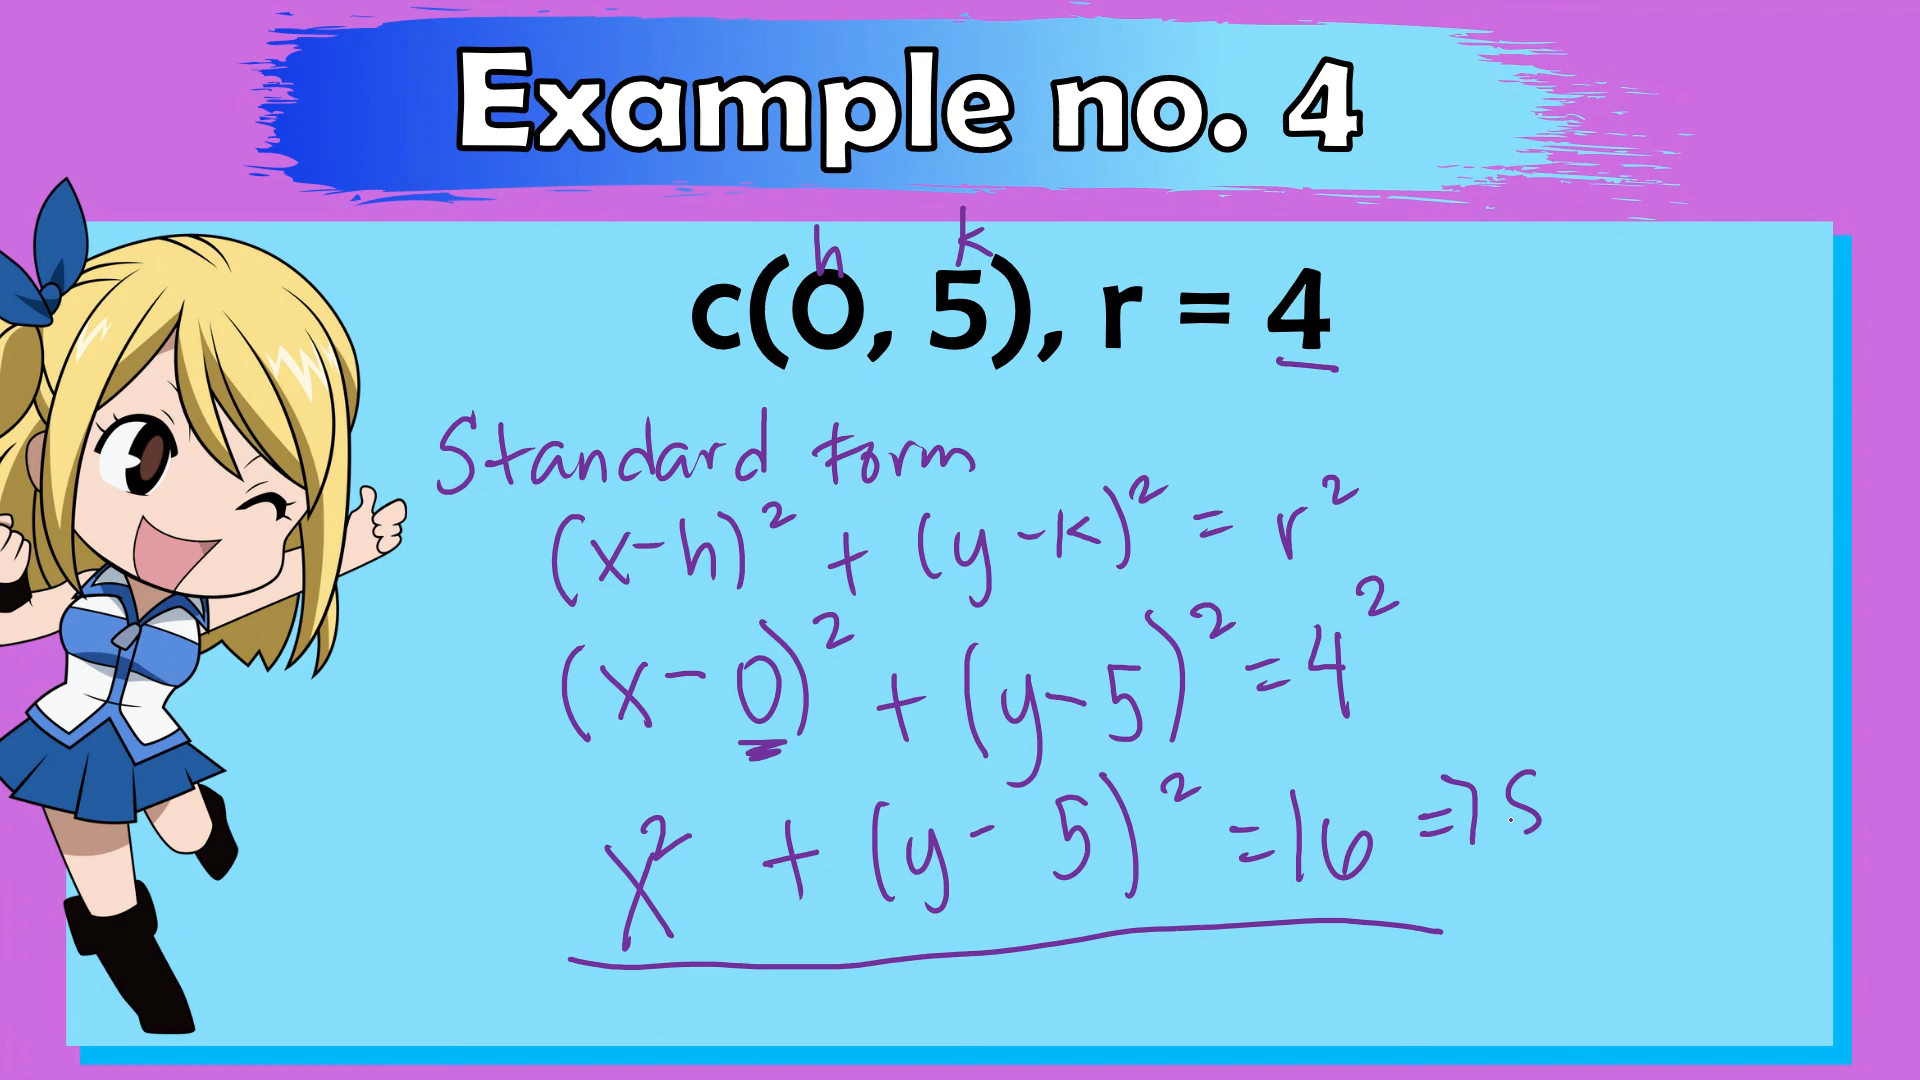 Example no. 4
h k
c(0, 5), r = 4
Standard form
(x-h)² + (y-k)² = r²
(x-0)² + (y-5)² = 4²
x² + (y-5)² = 16 => S